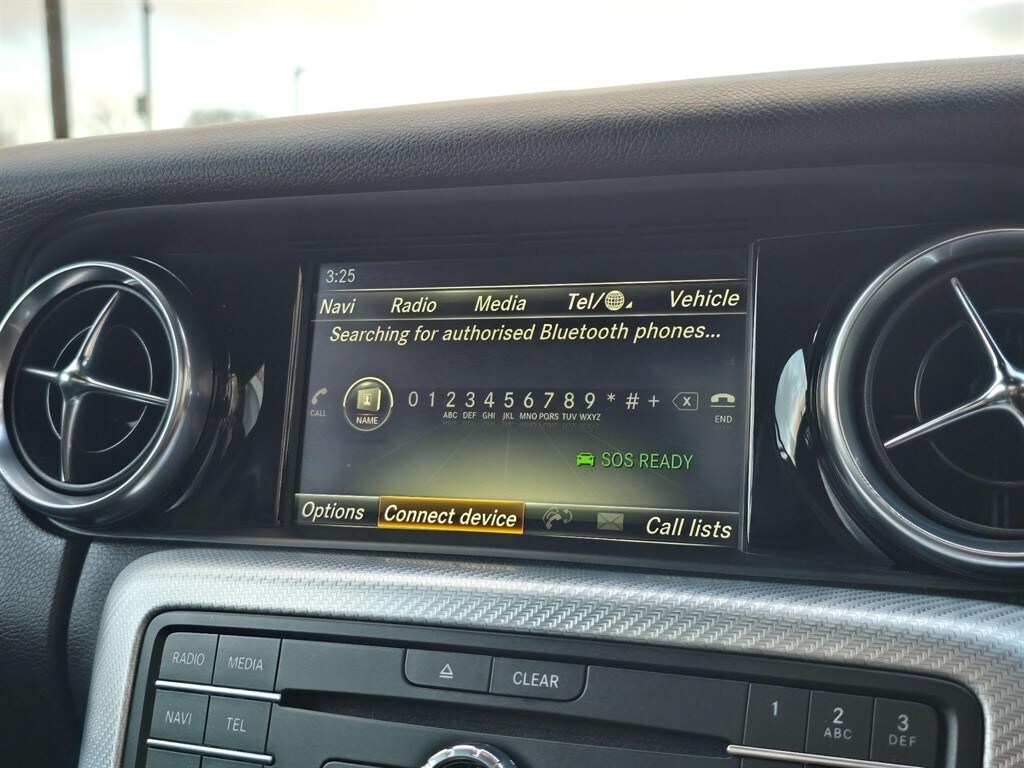 3:25
Navi Radio Media Tel/ Vehicle
Searching for authorised Bluetooth phones...
CALL NAME 0 1 2 3 4 5 6 7 8 9 * # + X END
ABC DEF GHI JKL MNO PQRS TUV WXYZ
SOS READY
Options Connect device Call lists
RADIO MEDIA CLEAR 1 2 ABC 3 DEF
NAVI TEL